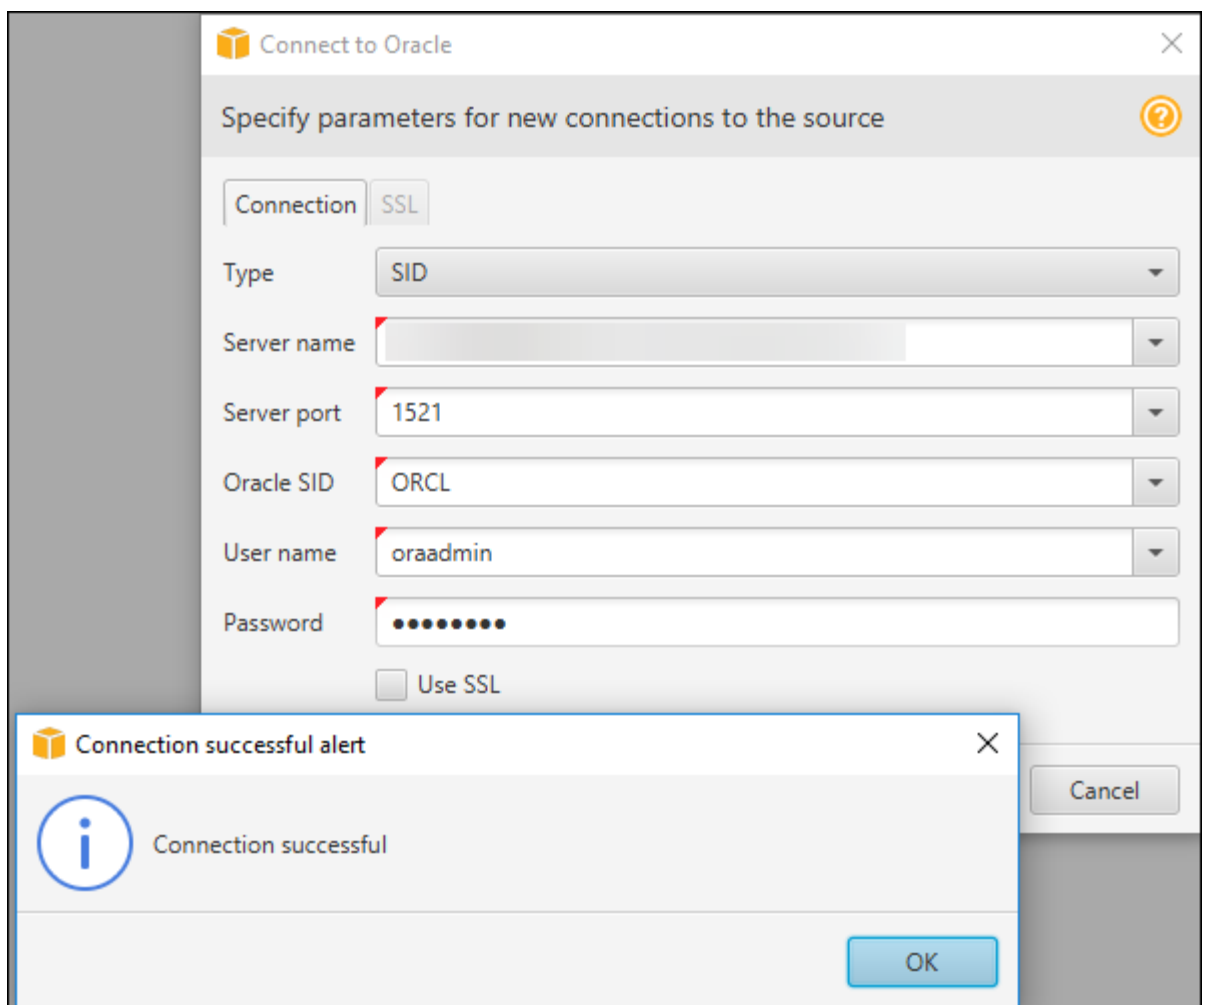 Connect to Oracle
Specify parameters for new connections to the source
Connection SSL
Type SID
Server name
Server port 1521
Oracle SID ORCL
User name oraadmin
Password ●●●●●●●●
Use SSL
Connection successful alert
Cancel
Connection successful
OK